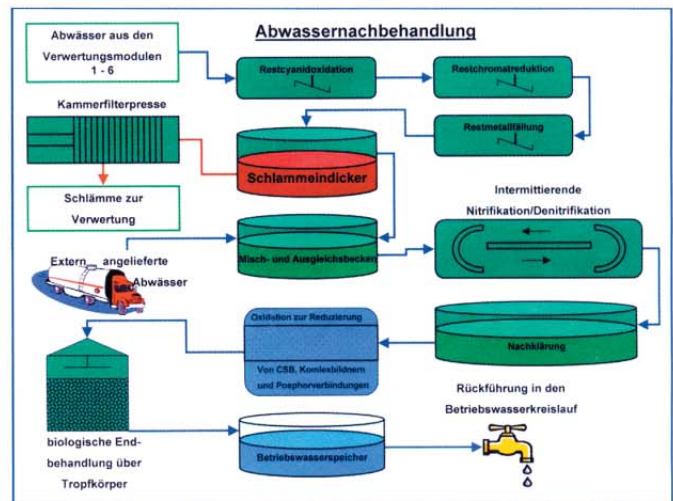 Abwassernachbehandlung
Abwässer aus den
Verwertungsmodulen
1 - 6
Restcyanidoxidation
Restchromatreduktion
Kammerfilterpresse
Restmetallfällung
Schlammeindicker
Schlämme zur
Verwertung
Intermittierende
Nitrifikation/Denitrifikation
Extern angelieferte
Abwässer
Misch- und Ausgleichsbecken
Oxidation zur Reduzierung
Von CSB, Komlexbildnern
und Posphorverbindungen
Nachklärung
Rückführung in den
Betriebswasserkreislauf
biologische End-
behandlung über
Tropfkörper
Betriebswasserspeicher